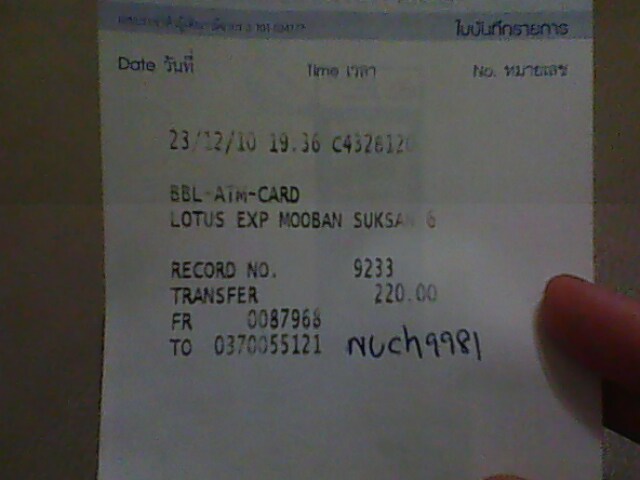 ใบบันทึกรายการ
Date วันที่ Time เวลา No. หมายเลข
23/12/10 19.36
BBL-ATM-CARD
LOTUS EXP MOOBAN SUKSAN 6
RECORD NO. 9233
TRANSFER 220.00
FR 0087968
TO 0370055121 Nuch9981